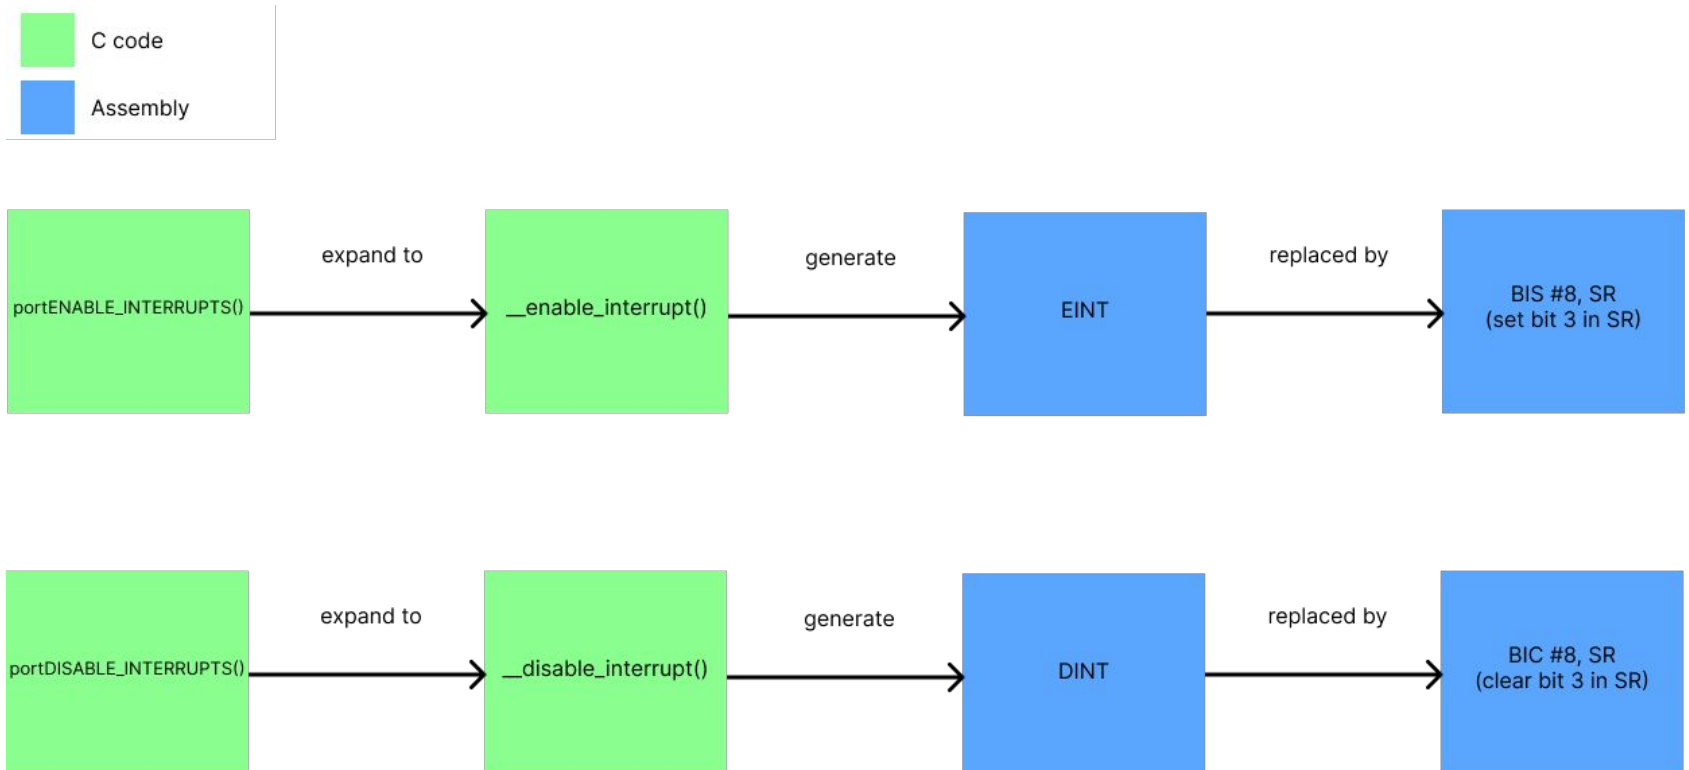 C code
Assembly
expand to
generate
replaced by
portENABLE_INTERRUPTS()
__enable_interrupt()
EINT
BIS #8, SR
(set bit 3 in SR)
expand to
generate
replaced by
portDISABLE_INTERRUPTS()
__disable_interrupt()
DINT
BIC #8, SR
(clear bit 3 in SR)